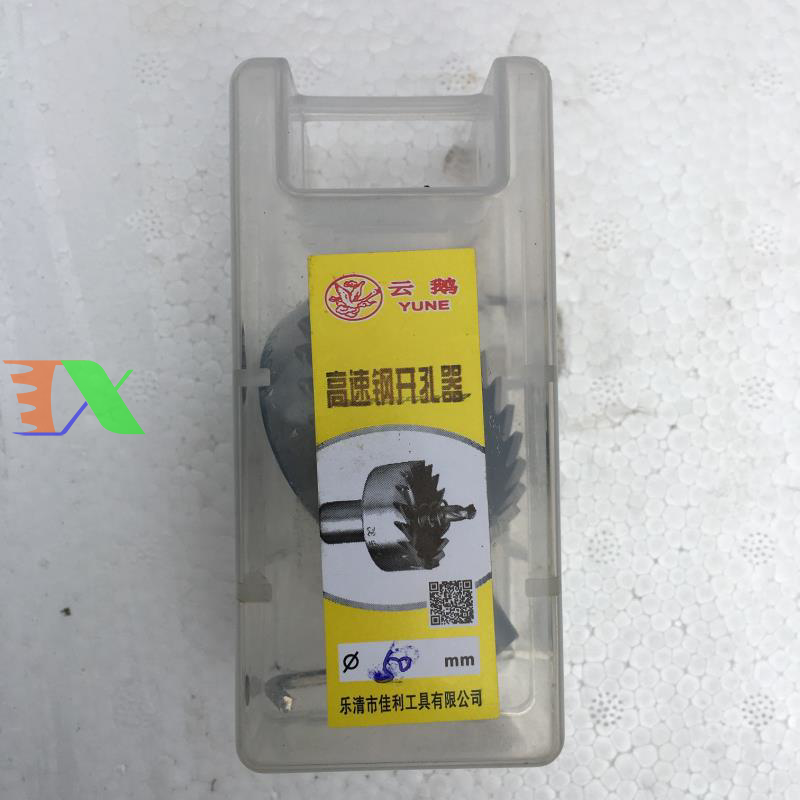 云鹅
YUNE
高速钢开孔器
Ø 50 mm
乐清市佳利工具有限公司